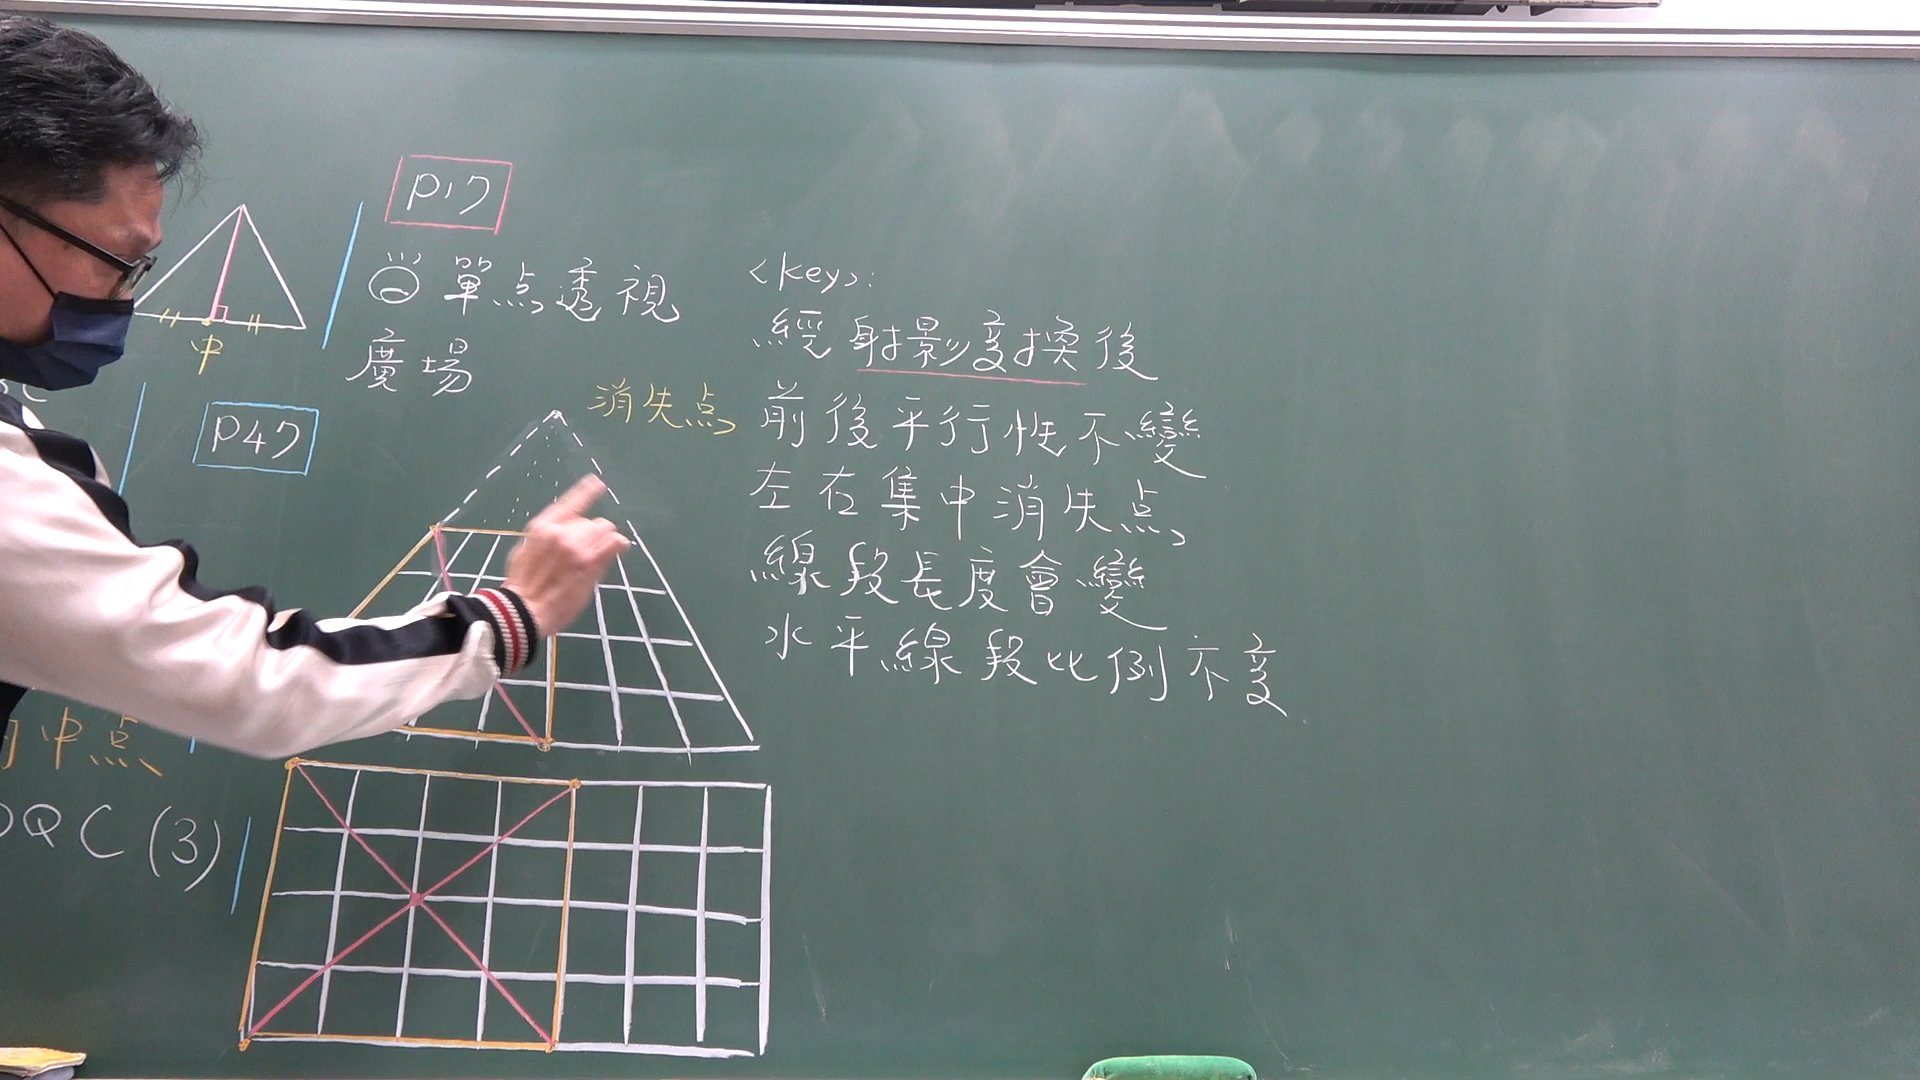 P17
單点透視
廣場
消失点
<key>:
經射影变換後
前後平行性不變
左右集中消失点
線段長度會變
水平線段比例不变
中
P47
中点
QC (3)